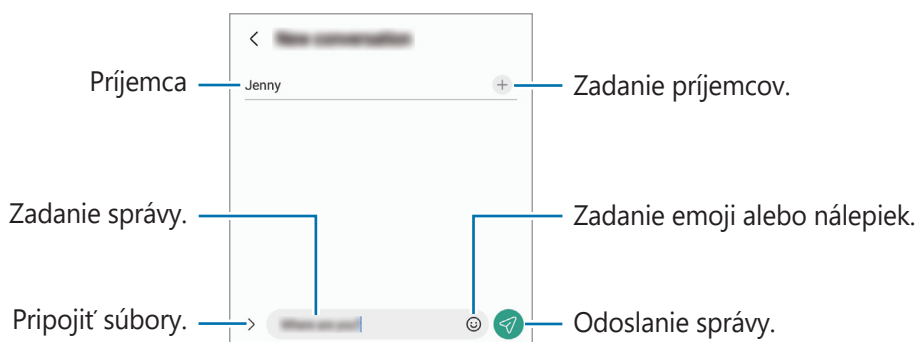 Príjemca
Jenny
Zadanie príjemcov.
Zadanie správy.
Zadanie emoji alebo nálepiek.
Pripojiť súbory.
Odoslanie správy.